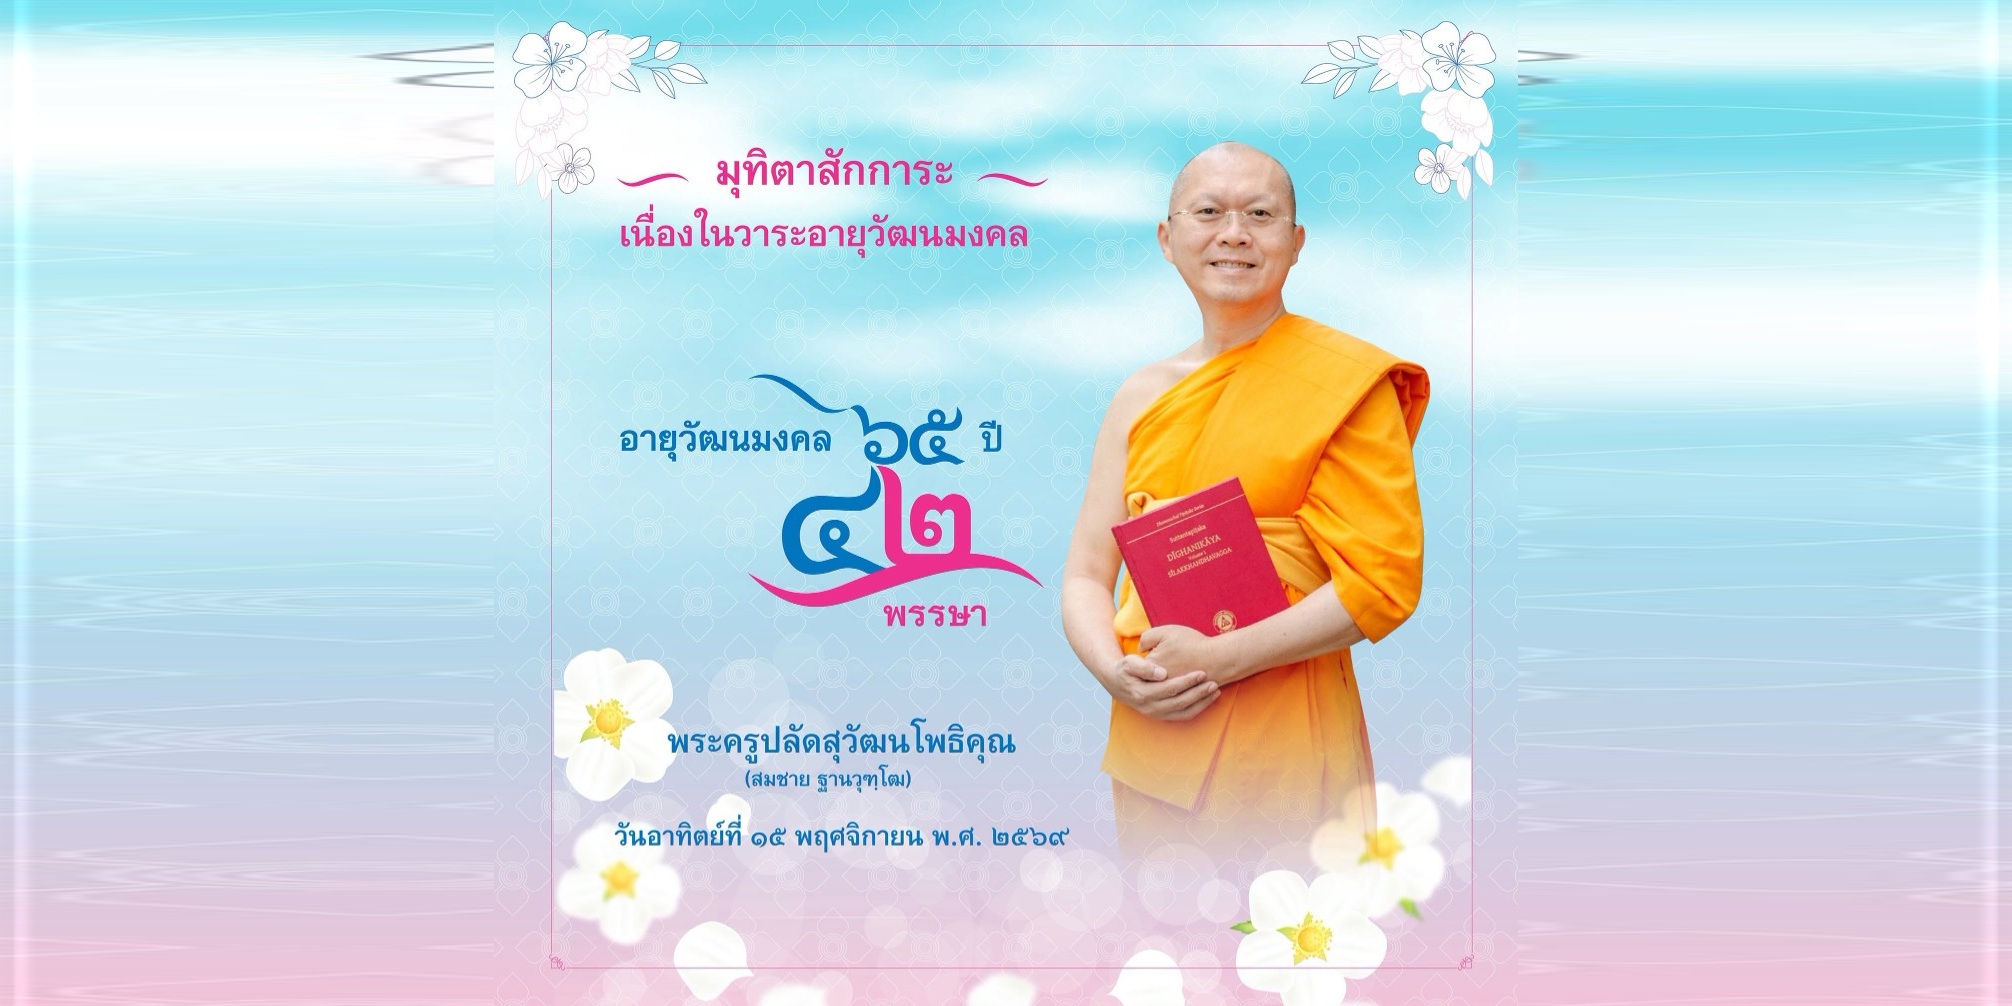 มุทิตาสักการะ
เนื่องในวาระอายุวัฒนมงคล
อายุวัฒนมงคล ๖๕ ปี
๔๒
พรรษา
พระครูปลัดสุวัฒนโพธิคุณ
(สมชาย ฐานวุฑฺโฒ)
วันอาทิตย์ที่ ๑๕ พฤศจิกายน พ.ศ. ๒๕๖๙
Suttantapiṭaka
DĪGHANIKĀYA
Volume I
SĪLAKKHANDHAVAGGA